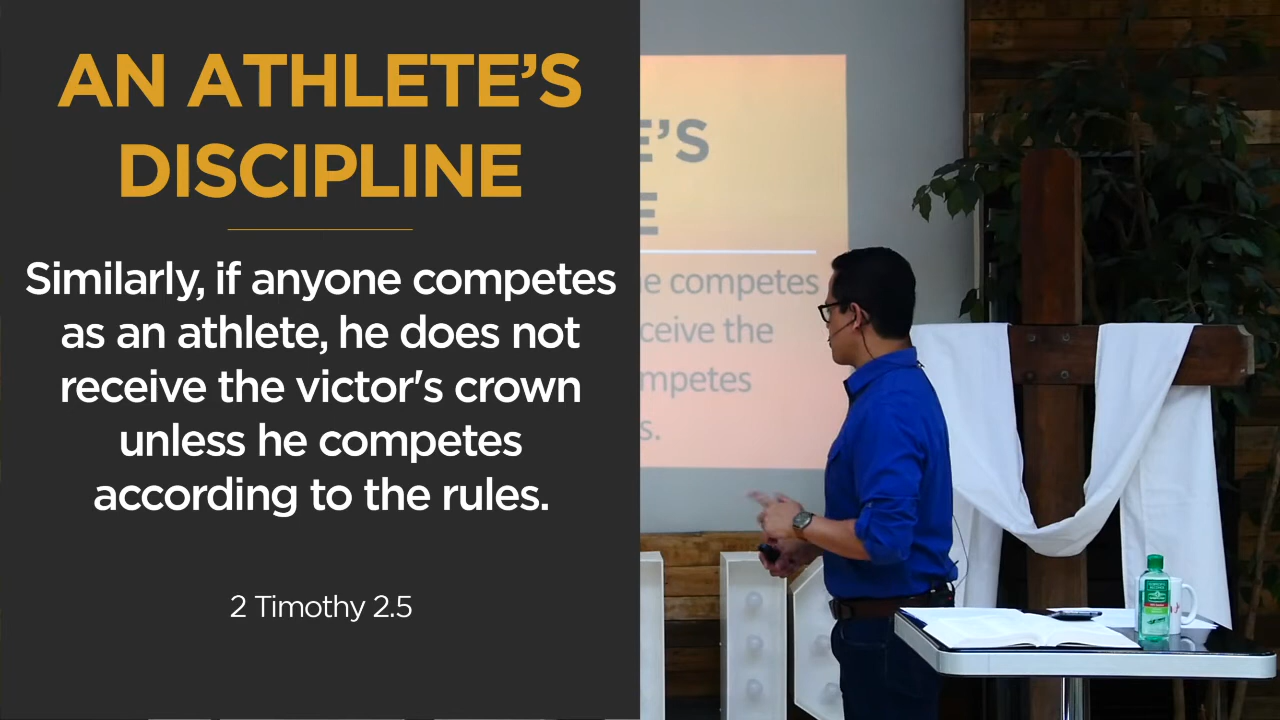 AN ATHLETE’S
DISCIPLINE
Similarly, if anyone competes
as an athlete, he does not
receive the victor's crown
unless he competes
according to the rules.
2 Timothy 2.5
E’S
E
e competes
ceive the
mpetes
s.